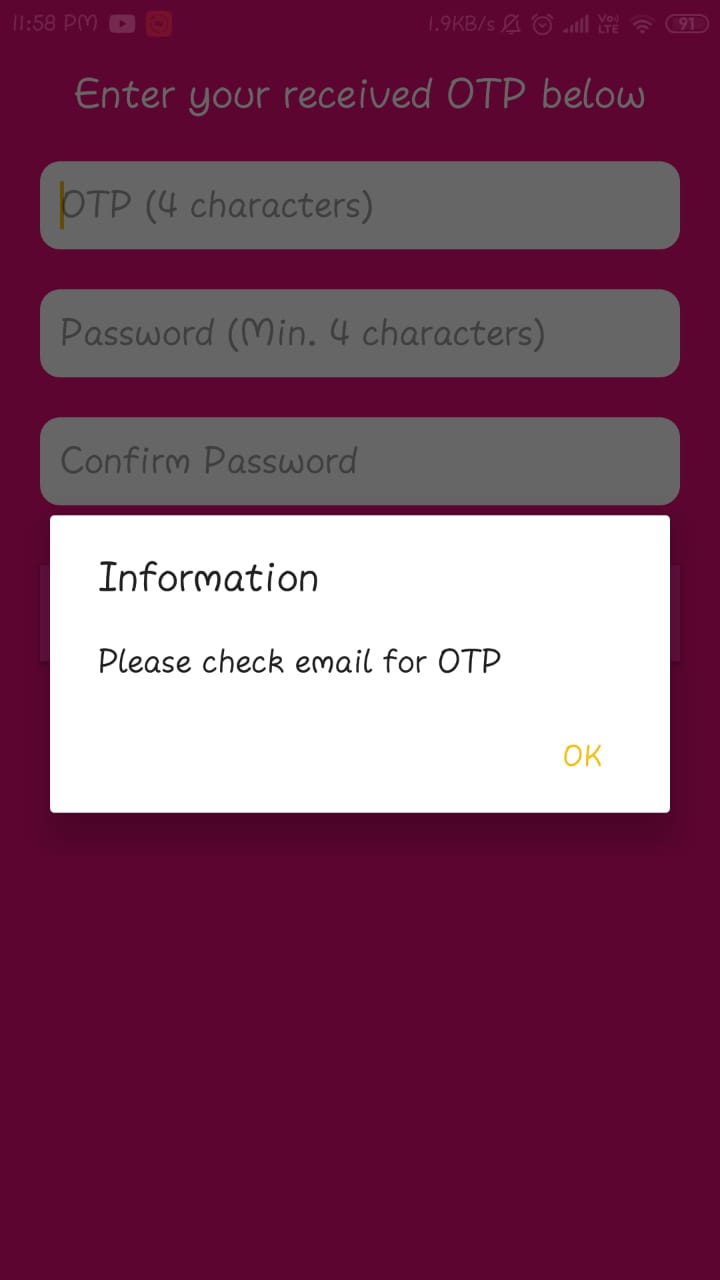 11:58 PM 1.9KB/s Vo) LTE 91
Enter your received OTP below
OTP (4 characters)
Password (Min. 4 characters)
Confirm Password
Information
Please check email for OTP
OK